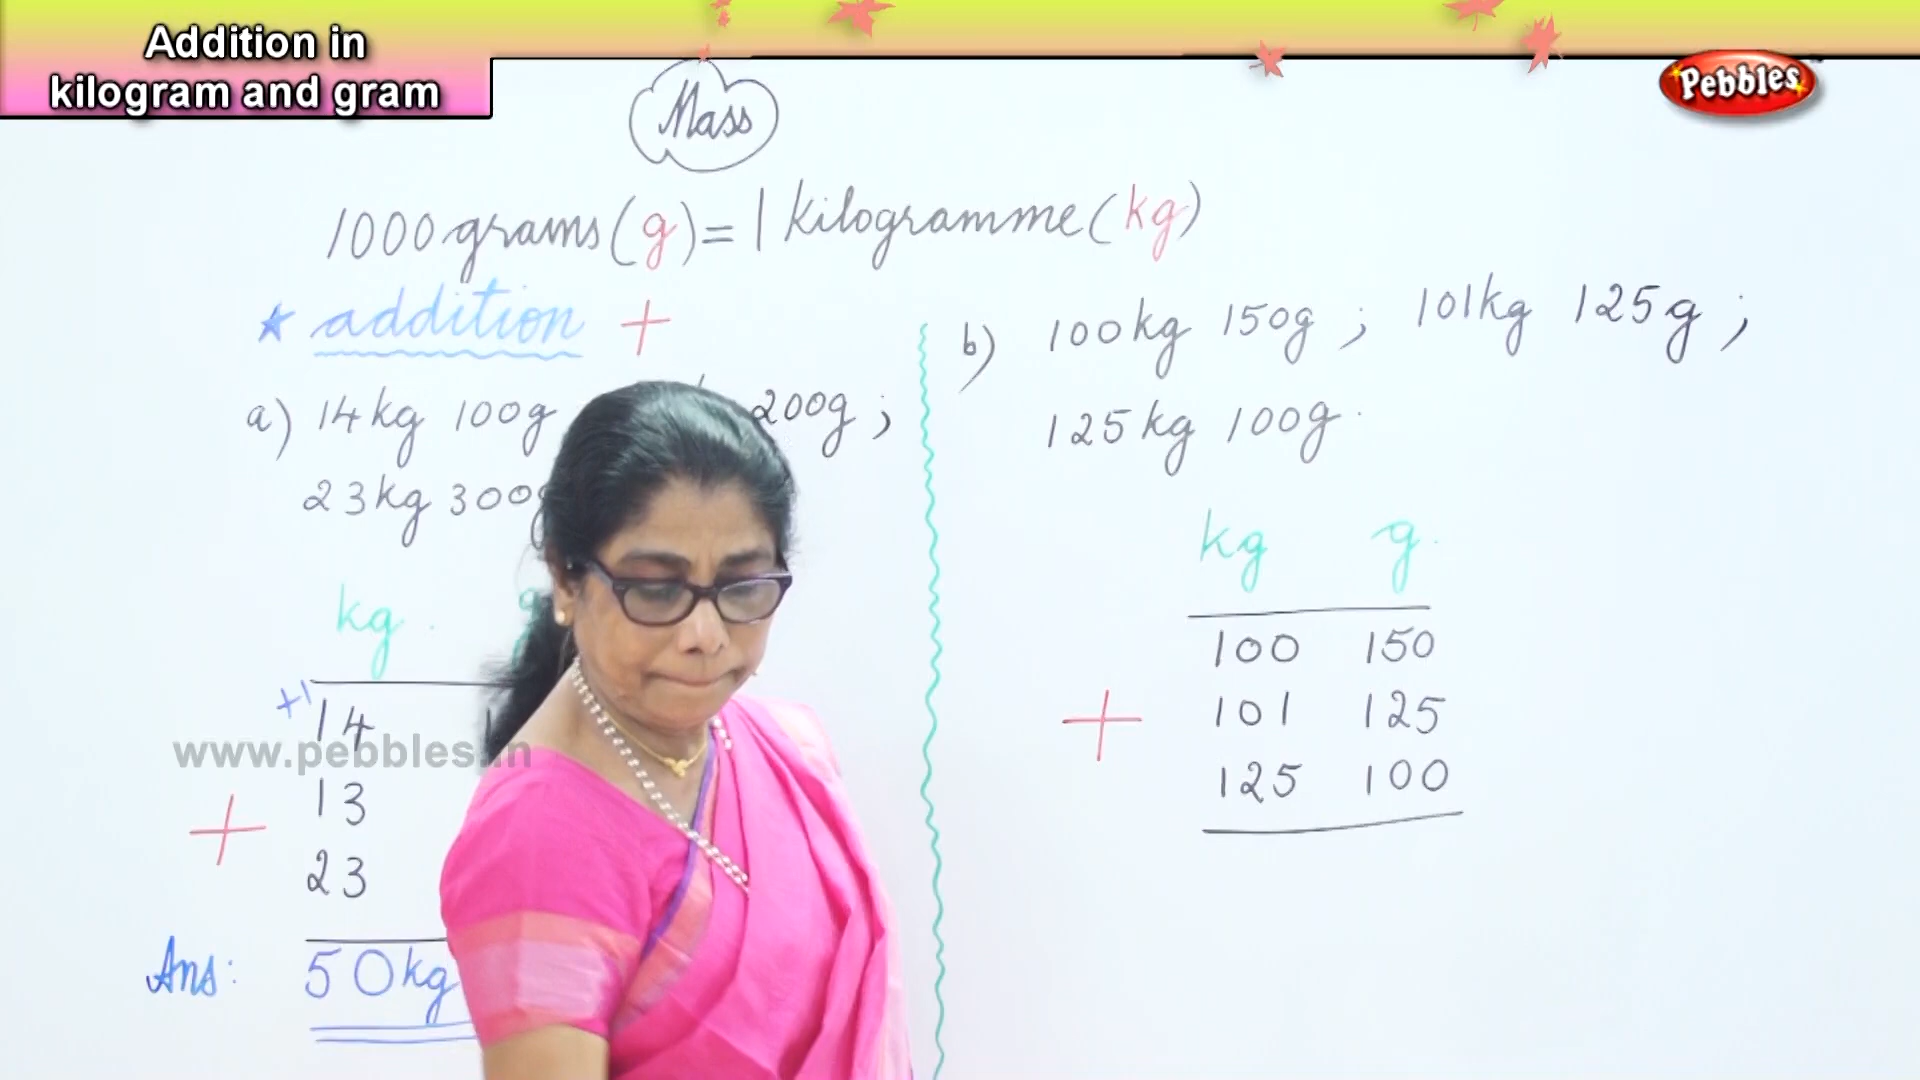 Addition in
kilogram and gram
Pebbles
Mass
1000 grams (g) = 1 kilogramme (kg)
★ addition +
a) 14kg 100g 200g ;
23kg 300g
kg g
+1
14 1
13
+
23
Ans: 50kg
www.pebbles.in
b) 100kg 150g ; 101kg 125g ;
125kg 100g.
kg g.
100 150
+ 101 125
125 100